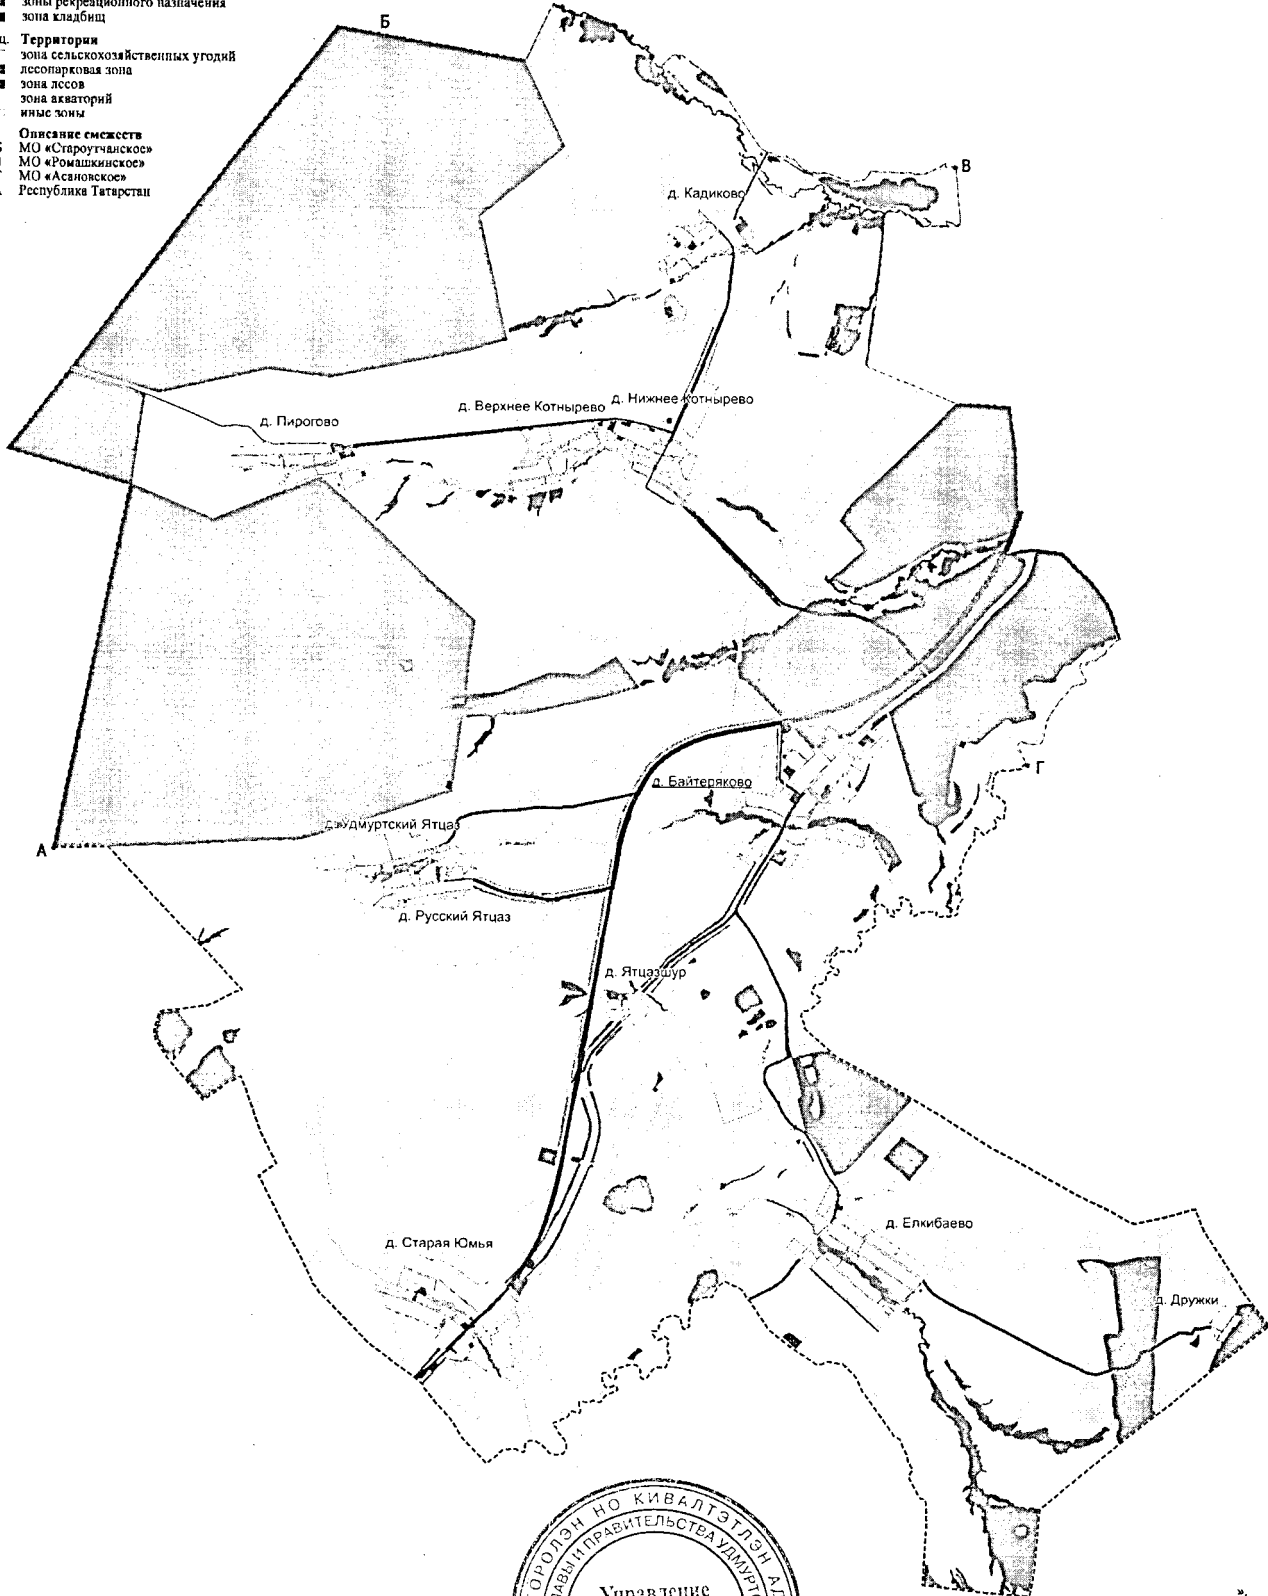 зоны рекреационного назначения
зона кладбищ
Территории
зона сельскохозяйственных угодий
лесопарковая зона
зона лесов
зона акваторий
иные зоны
Описание смежеств
МО «Староутчанское»
МО «Ромашкинское»
МО «Асановское»
Республика Татарстан
Б
В
д. Кадиково
д. Верхнее Котнырево
д. Нижнее Котнырево
д. Пирогово
Г
д. Байтеряково
А
д. Удмуртский Ятцаз
д. Русский Ятцаз
д. Ятцазшур
д. Елкибаево
д. Старая Юмья
д. Дружки
НО КИВАЛТЭТЛЭН
И ПРАВИТЕЛЬСТВА
Управление
».